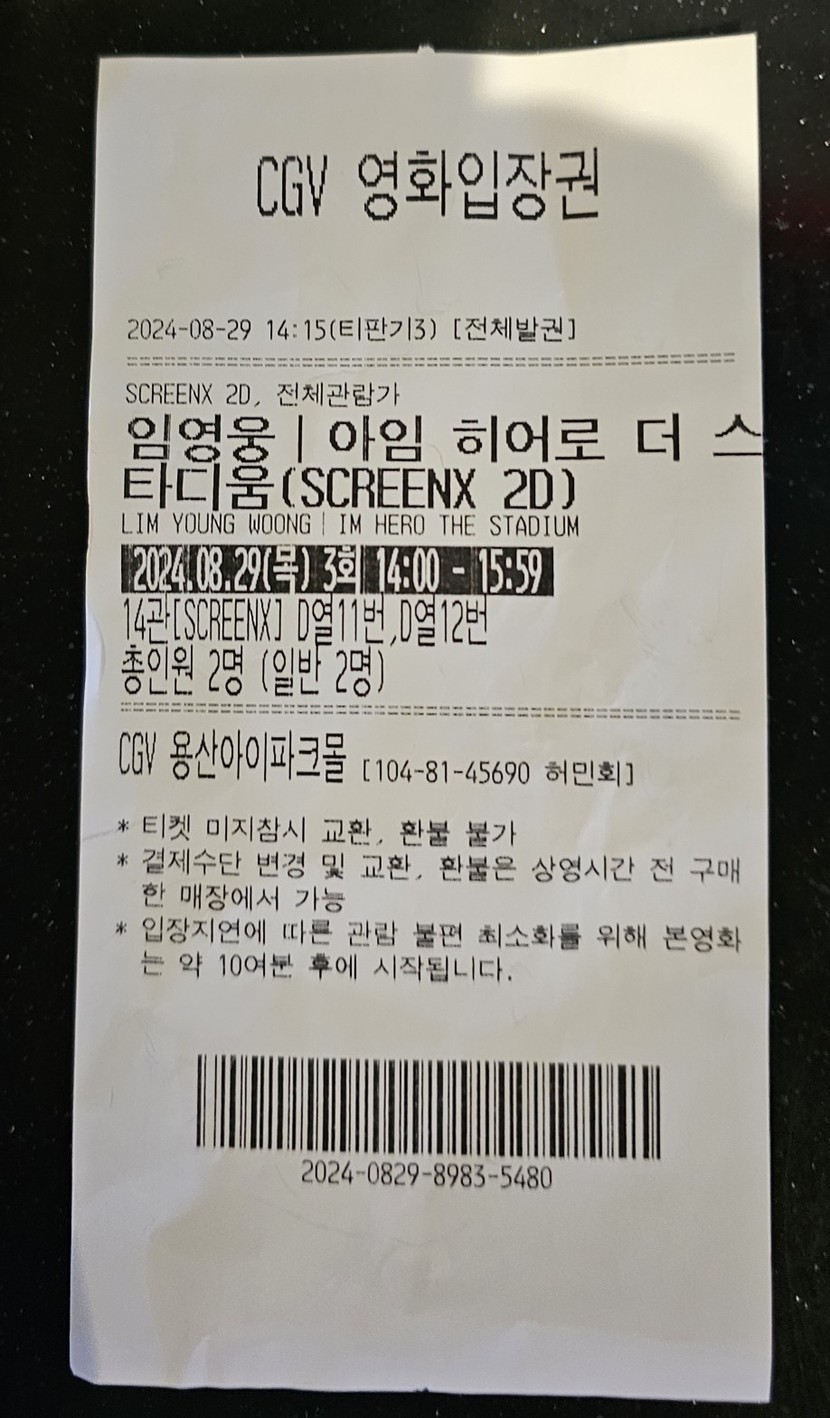 CGV 영화입장권
2024-08-29 14:15(티판기3) [전체발권]
SCREENX 2D, 전체관람가
임영웅 | 아임 히어로 더 스
타디움(SCREENX 2D)
LIM YOUNG WOONG | IM HERO THE STADIUM
2024.08.29(목) 3회 14:00 - 15:59
14관[SCREENX] D열11번,D열12번
총인원 2명 (일반 2명)
CGV 용산아이파크몰 [104-81-45690 허민회]
* 티켓 미지참시 교환, 환불 불가
* 결제수단 변경 및 교환, 환불은 상영시간 전 구매
한 매장에서 가능
* 입장지연에 따른 관람 불편 최소화를 위해 본영화
는 약 10여분 후에 시작됩니다.
2024-0829-8983-5480